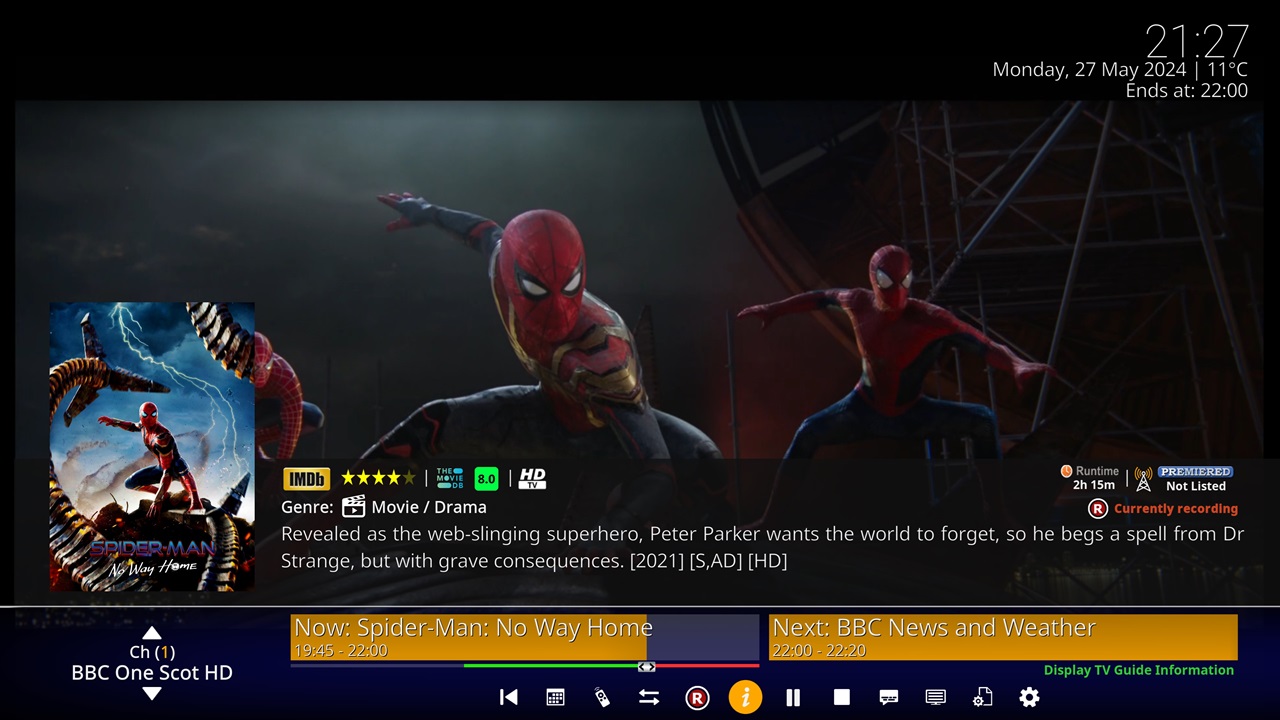 21:27
Monday, 27 May 2024 | 11°C
Ends at: 22:00
SPIDER-MAN
No Way Home
IMDb
THE MOVIE DB
8.0
HD TV
Runtime
2h 15m
PREMIERED
Not Listed
Genre: Movie / Drama
R Currently recording
Revealed as the web-slinging superhero, Peter Parker wants the world to forget, so he begs a spell from Dr
Strange, but with grave consequences. [2021] [S,AD] [HD]
Ch (1)
BBC One Scot HD
Now: Spider-Man: No Way Home
19:45 - 22:00
Next: BBC News and Weather
22:00 - 22:20
Display TV Guide Information
R
i